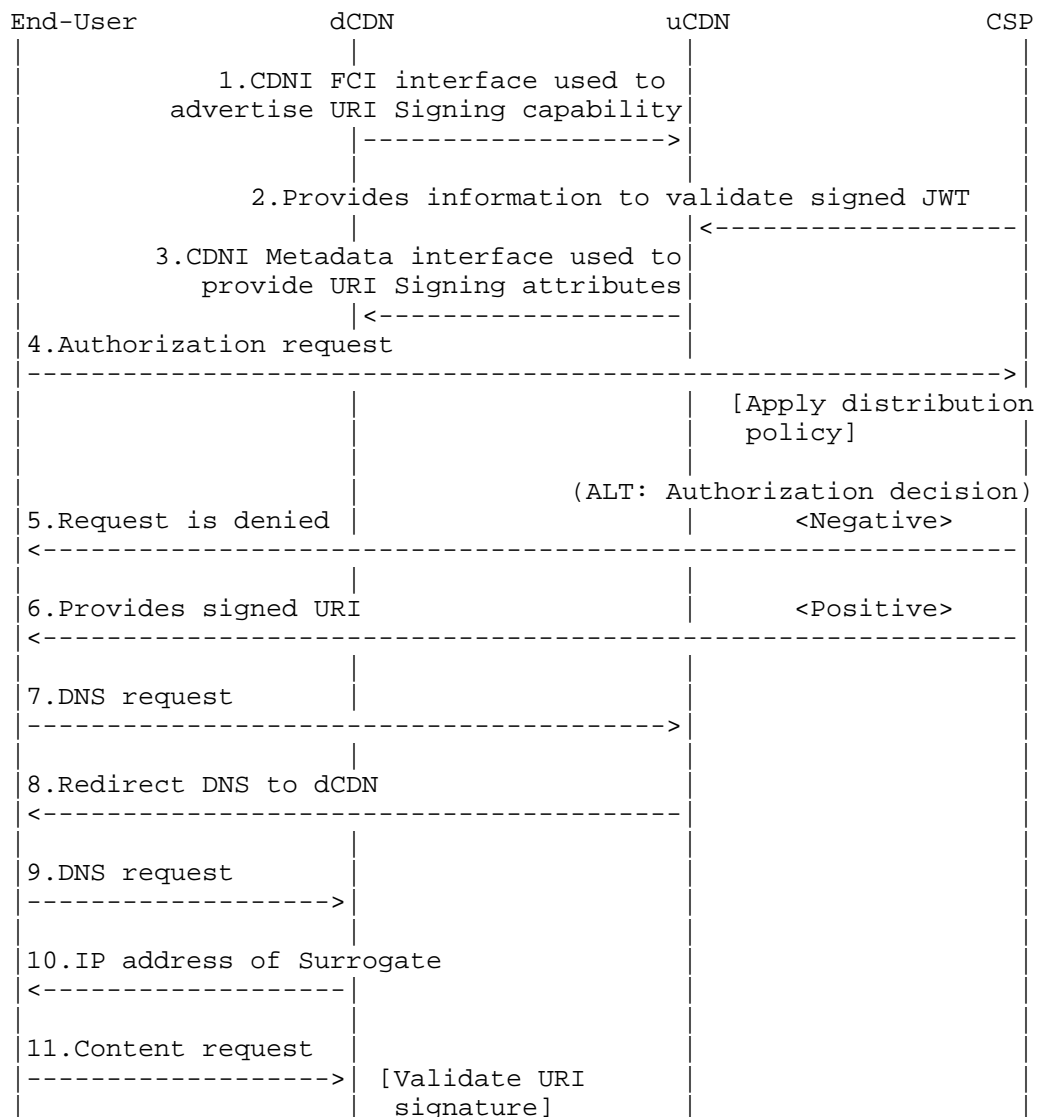 End-User dCDN uCDN CSP
1.CDNI FCI interface used to
advertise URI Signing capability
2.Provides information to validate signed JWT
3.CDNI Metadata interface used to
provide URI Signing attributes
4.Authorization request
[Apply distribution
policy]
(ALT: Authorization decision)
5.Request is denied <Negative>
6.Provides signed URI <Positive>
7.DNS request
8.Redirect DNS to dCDN
9.DNS request
10.IP address of Surrogate
11.Content request
[Validate URI
signature]